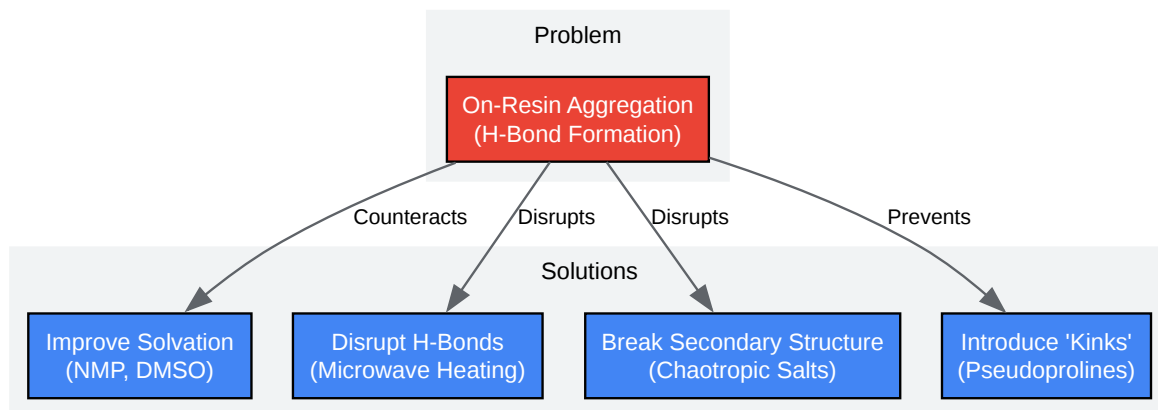 Problem
On-Resin Aggregation
(H-Bond Formation)
Counteracts
Disrupts
Disrupts
Prevents
Solutions
Improve Solvation
(NMP, DMSO)
Disrupt H-Bonds
(Microwave Heating)
Break Secondary Structure
(Chaotropic Salts)
Introduce 'Kinks'
(Pseudoprolines)